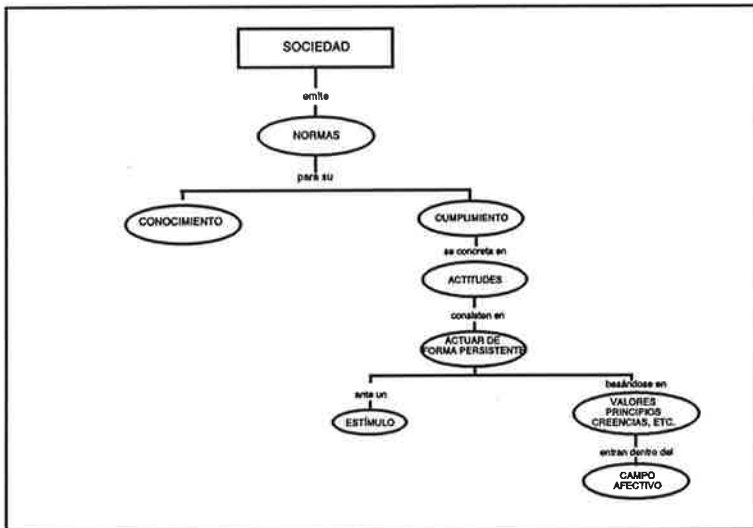 SOCIEDAD
emite
NORMAS
para su
CONOCIMIENTO
CUMPLIMIENTO
se concreta en
ACTITUDES
consisten en
ACTUAR DE
FORMA PERSISTENTE
ante un
basándose en
ESTÍMULO
VALORES
PRINCIPIOS
CREENCIAS, ETC.
entran dentro del
CAMPO
AFECTIVO